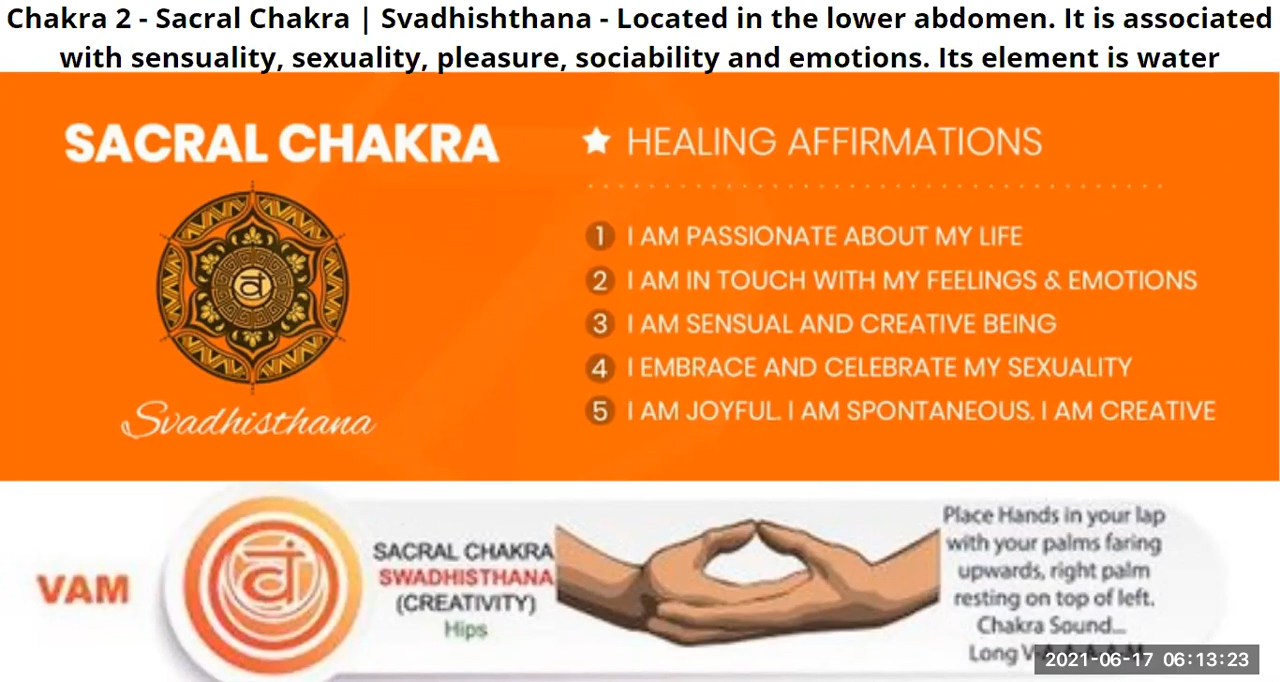 Chakra 2 - Sacral Chakra | Svadhishthana - Located in the lower abdomen. It is associated
with sensuality, sexuality, pleasure, sociability and emotions. Its element is water
SACRAL CHAKRA
वं
Svadhisthana
★ HEALING AFFIRMATIONS
1 I AM PASSIONATE ABOUT MY LIFE
2 I AM IN TOUCH WITH MY FEELINGS & EMOTIONS
3 I AM SENSUAL AND CREATIVE BEING
4 I EMBRACE AND CELEBRATE MY SEXUALITY
5 I AM JOYFUL. I AM SPONTANEOUS. I AM CREATIVE
VAM
वं
SACRAL CHAKRA
SWADHISTHANA
(CREATIVITY)
Hips
Place Hands in your lap
with your palms faring
upwards, right palm
resting on top of left.
Chakra Sound...
Long
2021-06-17 06:13:23